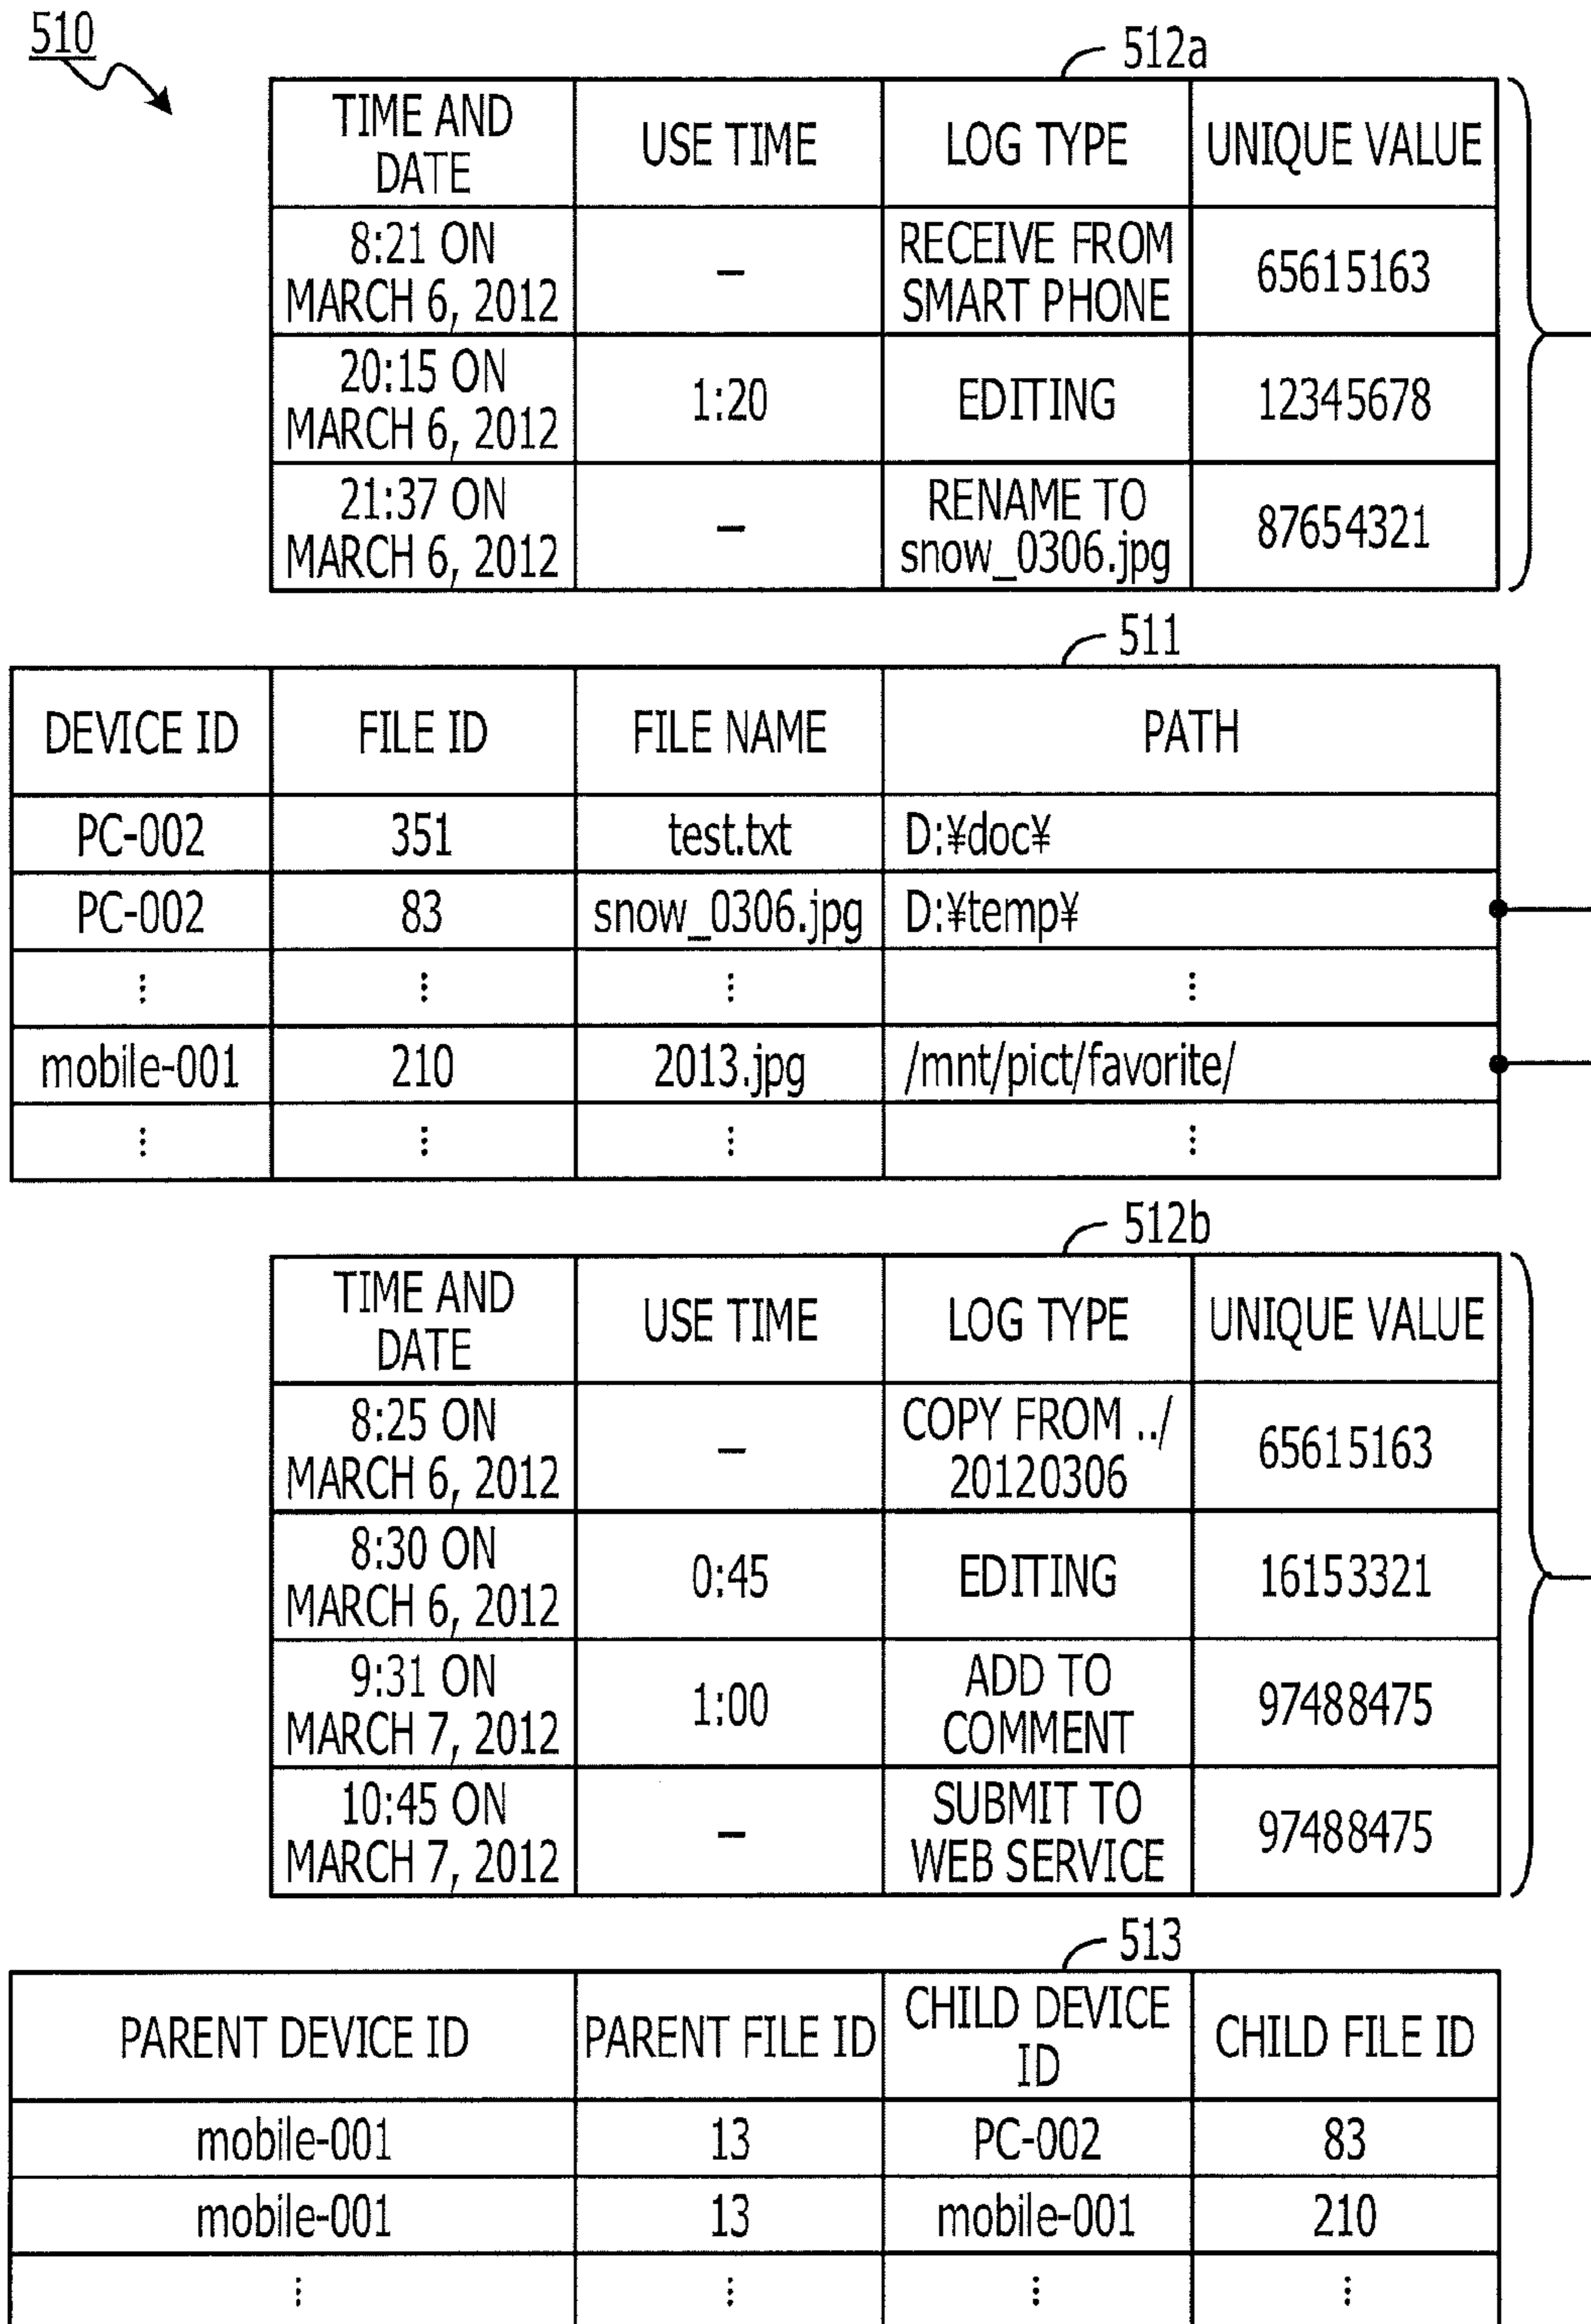 510
512a
TIME AND DATE USE TIME LOG TYPE UNIQUE VALUE
8:21 ON MARCH 6, 2012 – RECEIVE FROM SMART PHONE 65615163
20:15 ON MARCH 6, 2012 1:20 EDITING 12345678
21:37 ON MARCH 6, 2012 – RENAME TO snow_0306.jpg 87654321
511
DEVICE ID FILE ID FILE NAME PATH
PC-002 351 test.txt D:¥doc¥
PC-002 83 snow_0306.jpg D:¥temp¥
⋮ ⋮ ⋮ ⋮
mobile-001 210 2013.jpg /mnt/pict/favorite/
⋮ ⋮ ⋮ ⋮
512b
TIME AND DATE USE TIME LOG TYPE UNIQUE VALUE
8:25 ON MARCH 6, 2012 – COPY FROM ../ 20120306 65615163
8:30 ON MARCH 6, 2012 0:45 EDITING 16153321
9:31 ON MARCH 7, 2012 1:00 ADD TO COMMENT 97488475
10:45 ON MARCH 7, 2012 – SUBMIT TO WEB SERVICE 97488475
513
PARENT DEVICE ID PARENT FILE ID CHILD DEVICE ID CHILD FILE ID
mobile-001 13 PC-002 83
mobile-001 13 mobile-001 210
⋮ ⋮ ⋮ ⋮